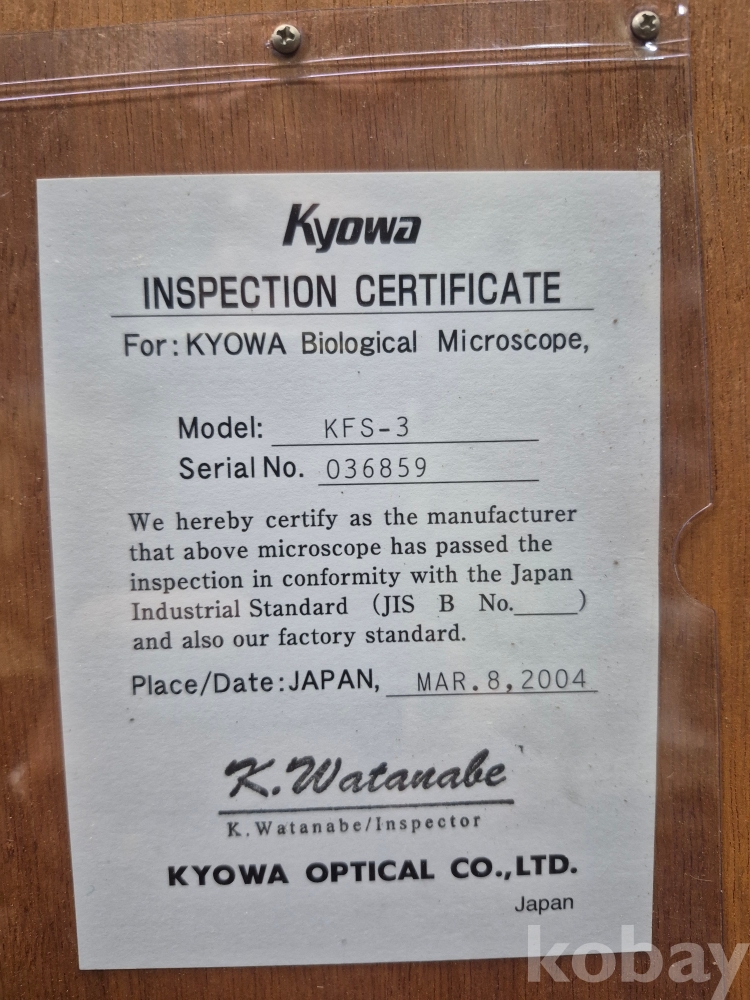 Kyowa
INSPECTION CERTIFICATE
For: KYOWA Biological Microscope,
Model: KFS-3
Serial No. 036859
We hereby certify as the manufacturer
that above microscope has passed the
inspection in conformity with the Japan
Industrial Standard (JIS B No._____)
and also our factory standard.
Place/Date: JAPAN, MAR. 8, 2004
K. Watanabe
K. Watanabe/Inspector
KYOWA OPTICAL CO., LTD.
Japan
kobay